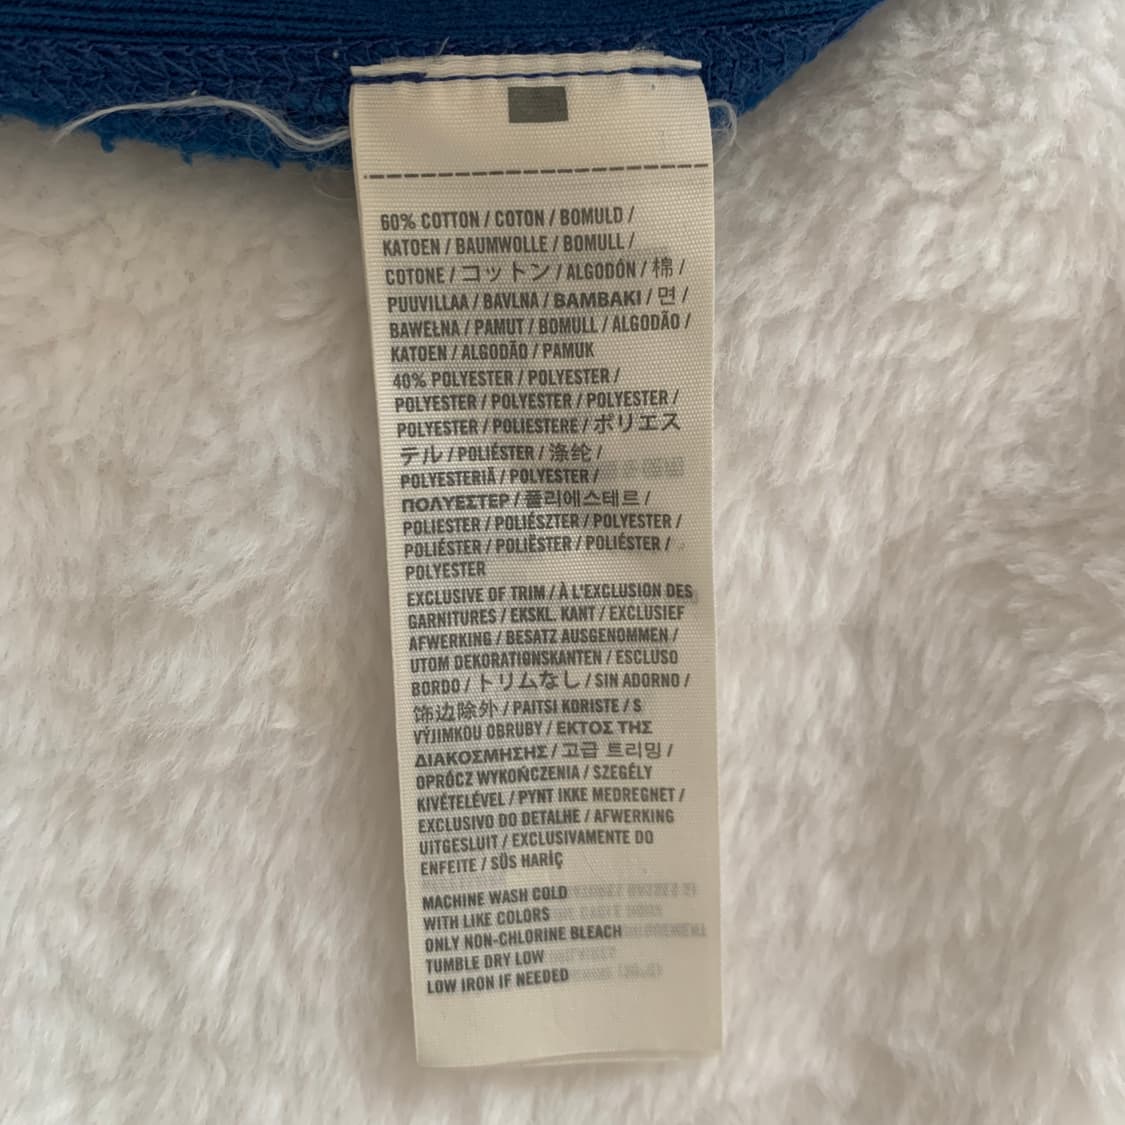 60% COTTON / COTON / BOMULD /
KATOEN / BAUMWOLLE / BOMULL /
COTONE / コットン / ALGODÓN / 棉 /
PUUVILLAA / BAVLNA / BAMBAKI / 면 /
BAWEŁNA / PAMUT / BOMULL / ALGODÃO /
KATOEN / ALGODÃO / PAMUK
40% POLYESTER / POLYESTER /
POLYESTER / POLYESTER / POLYESTER /
POLYESTER / POLIESTERE / ポリエス
テル / POLIÉSTER / 涤纶 /
POLYESTERIÄ / POLYESTER /
ΠΟΛΥΕΣΤΕΡ / 폴리에스테르 /
POLIESTER / POLIÉSZTER / POLYESTER /
POLIÉSTER / POLIËSTER / POLIÉSTER /
POLYESTER
EXCLUSIVE OF TRIM / À L'EXCLUSION DES
GARNITURES / EKSKL. KANT / EXCLUSIEF
AFWERKING / BESATZ AUSGENOMMEN /
UTOM DEKORATIONSKANTEN / ESCLUSO
BORDO / トリムなし / SIN ADORNO /
饰边除外 / PAITSI KORISTE / S
VÝJIMKOU OBRUBY / ΕΚΤΟΣ ΤΗΣ
ΔΙΑΚΟΣΜΗΣΗΣ / 고급 트리밍 /
OPRÓCZ WYKOŃCZENIA / SZEGÉLY
KIVÉTELÉVEL / PYNT IKKE MEDREGNET /
EXCLUSIVO DO DETALHE / AFWERKING
UITGESLUIT / EXCLUSIVAMENTE DO
ENFEITE / SÜS HARİÇ
MACHINE WASH COLD
WITH LIKE COLORS
ONLY NON-CHLORINE BLEACH
TUMBLE DRY LOW
LOW IRON IF NEEDED